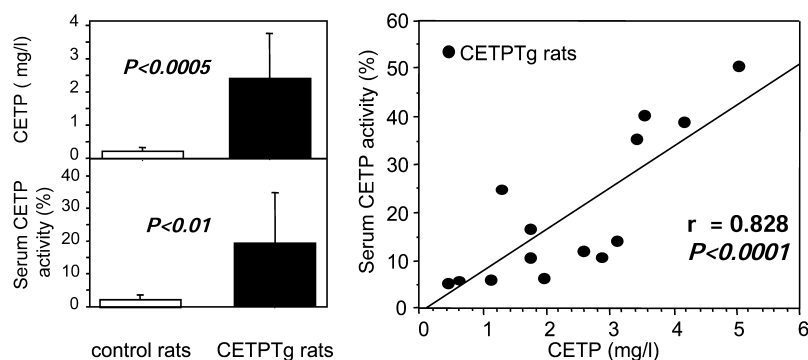 CETP ( mg/l)
4
3
2
1
0
P<0.0005
Serum CETP
activity (%)
40
30
20
10
0
P<0.01
control rats
CETPTg rats
Serum CETP activity (%)
60
50
40
30
20
10
0
CETPTg rats
r = 0.828
P<0.0001
0 1 2 3 4 5 6
CETP (mg/l)